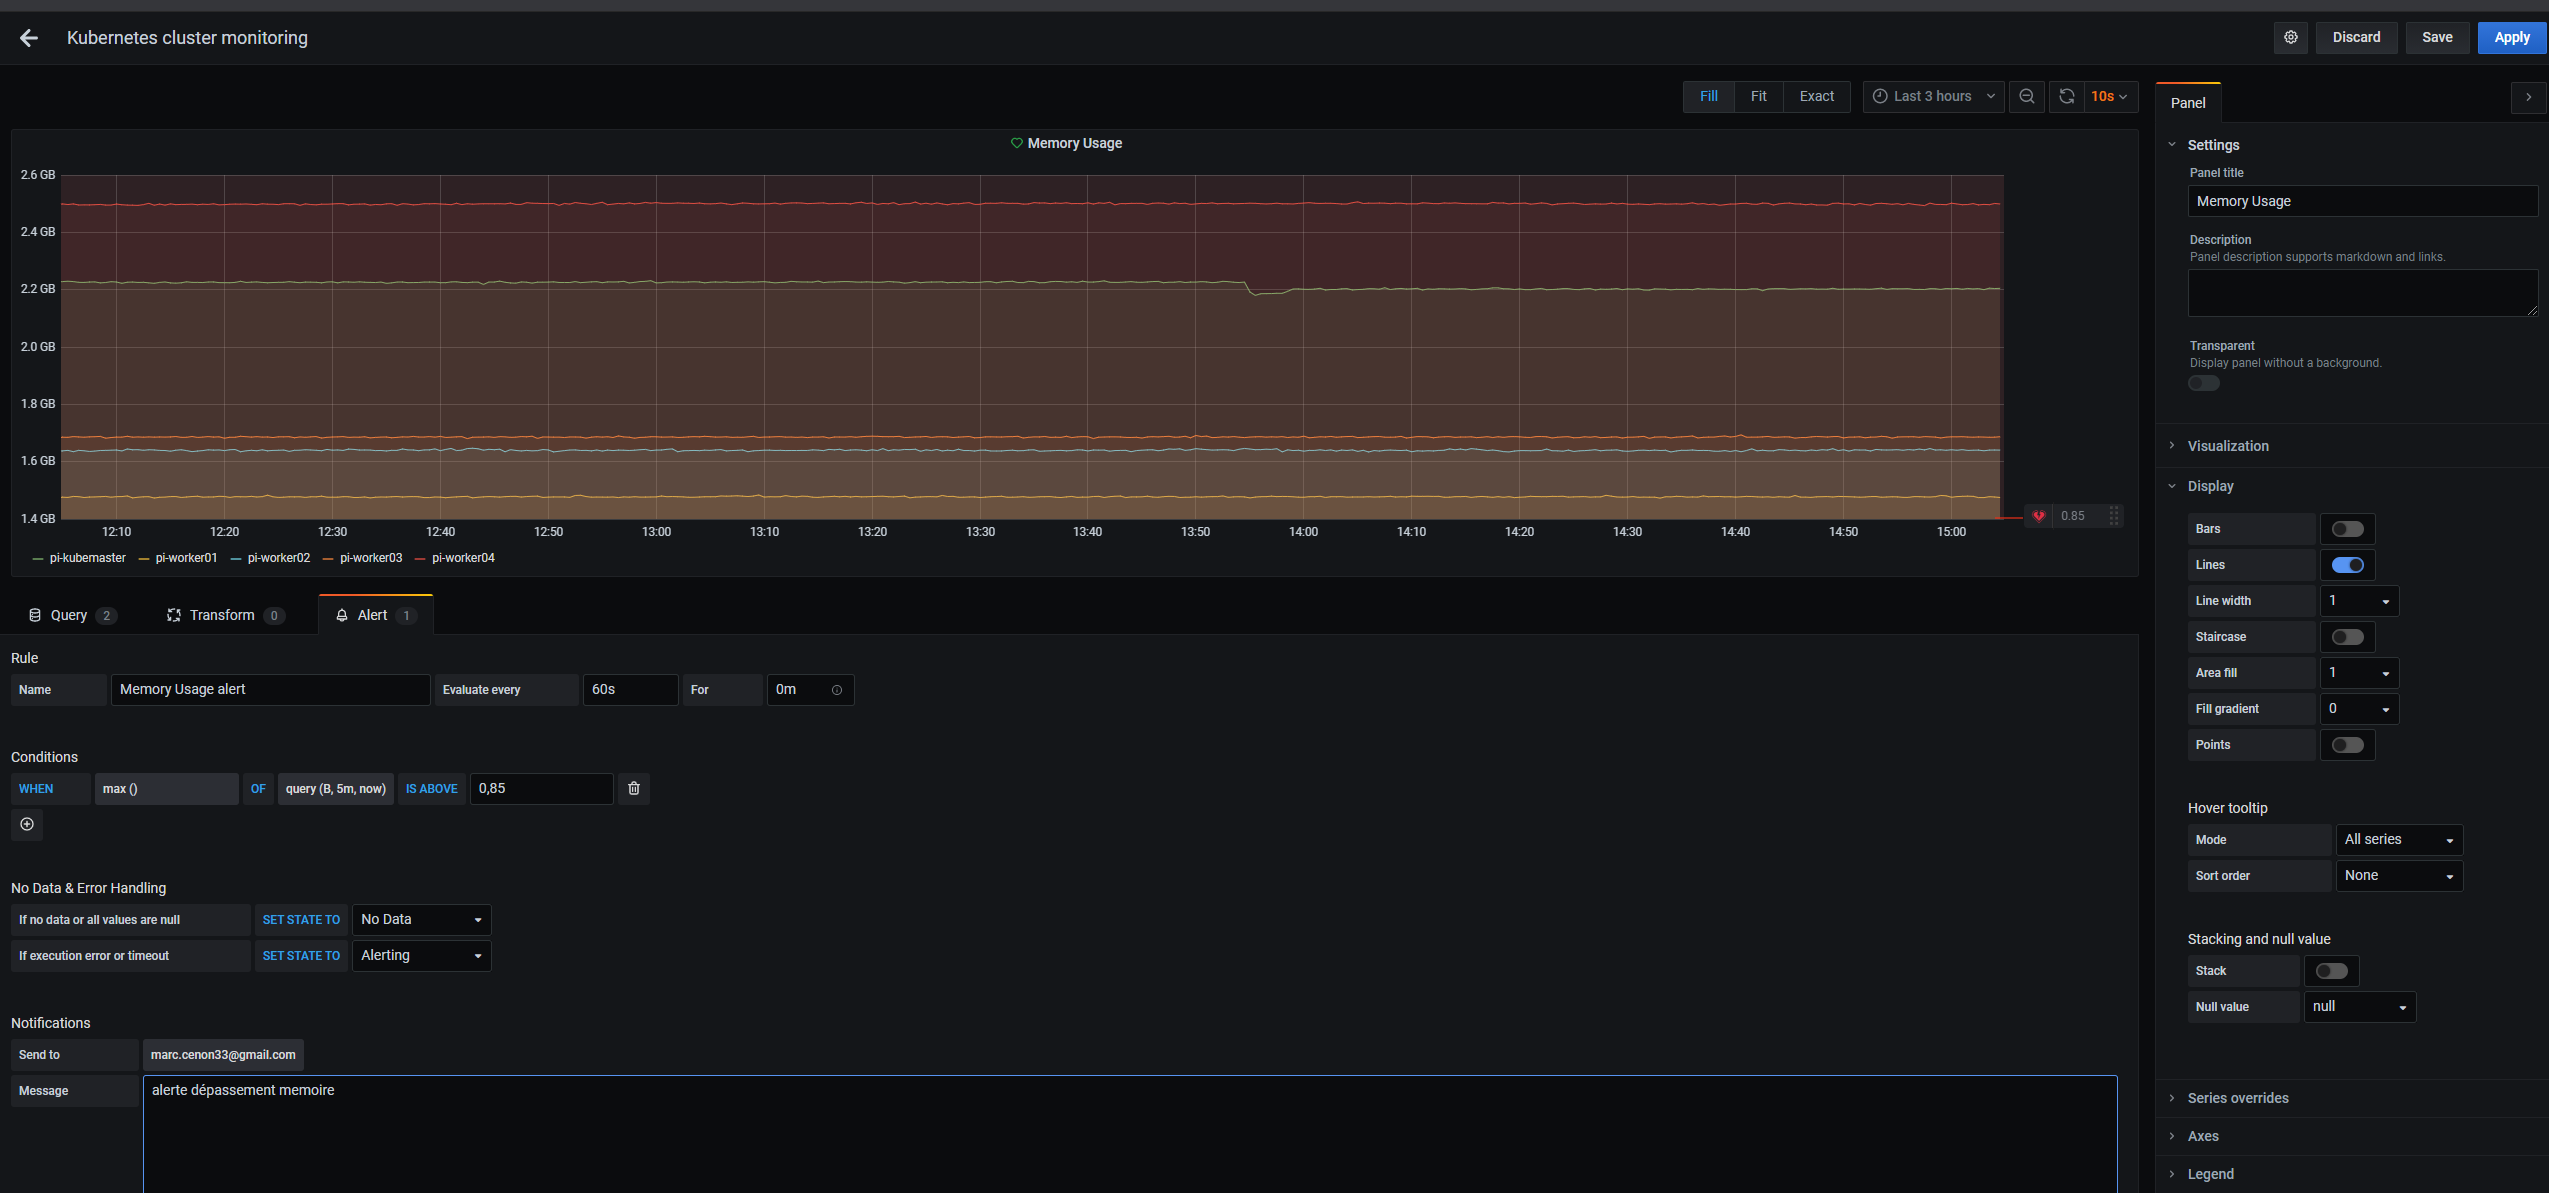 Kubernetes cluster monitoring
Discard
Save
Apply
Fill
Fit
Exact
Last 3 hours
10s
Memory Usage
2.6 GB
2.4 GB
2.2 GB
2.0 GB
1.8 GB
1.6 GB
1.4 GB
12:10 12:20 12:30 12:40 12:50 13:00 13:10 13:20 13:30 13:40 13:50 14:00 14:10 14:20 14:30 14:40 14:50 15:00
0.85
pi-kubemaster pi-worker01 pi-worker02 pi-worker03 pi-worker04
Query 2
Transform 0
Alert 1
Rule
Name Memory Usage alert Evaluate every 60s For 0m
Conditions
WHEN max () OF query (B, 5m, now) IS ABOVE 0,85
No Data & Error Handling
If no data or all values are null SET STATE TO No Data
If execution error or timeout SET STATE TO Alerting
Notifications
Send to marc.cenon33@gmail.com
Message alerte dépassement memoire
Panel
Settings
Panel title
Memory Usage
Description
Panel description supports markdown and links.
Transparent
Display panel without a background.
Visualization
Display
Bars
Lines
Line width 1
Staircase
Area fill 1
Fill gradient 0
Points
Hover tooltip
Mode All series
Sort order None
Stacking and null value
Stack
Null value null
Series overrides
Axes
Legend